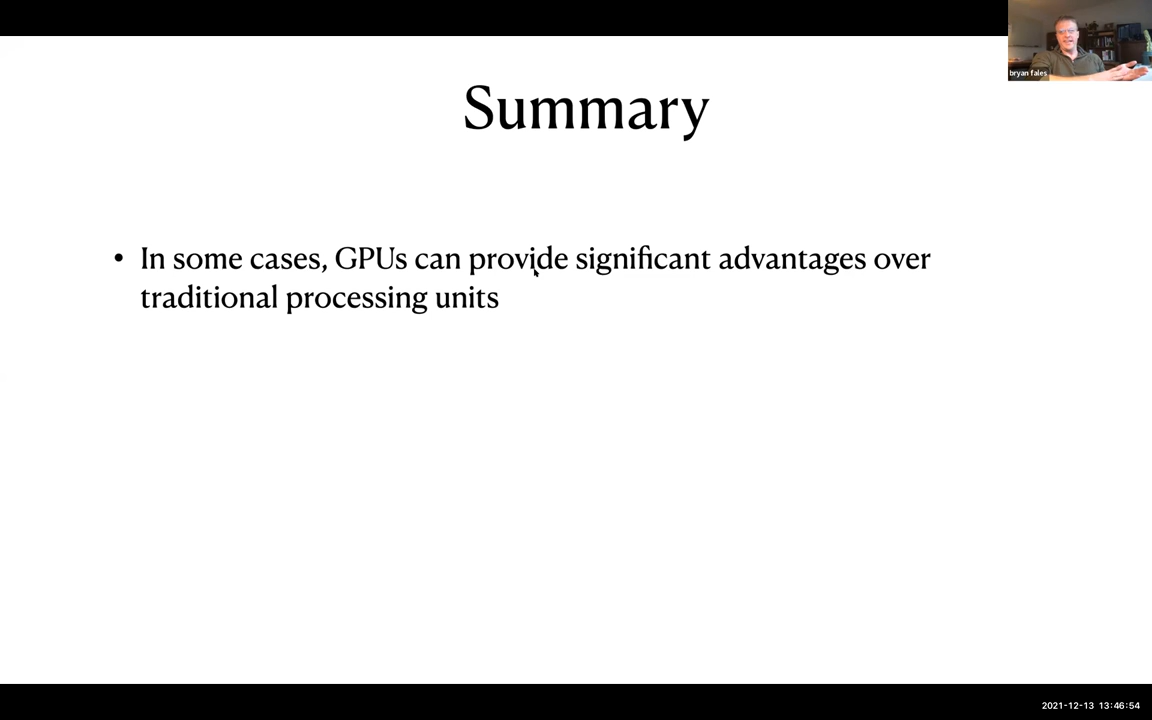 bryan fales
Summary
• In some cases, GPUs can provide significant advantages over
traditional processing units
2021-12-13 13:46:54